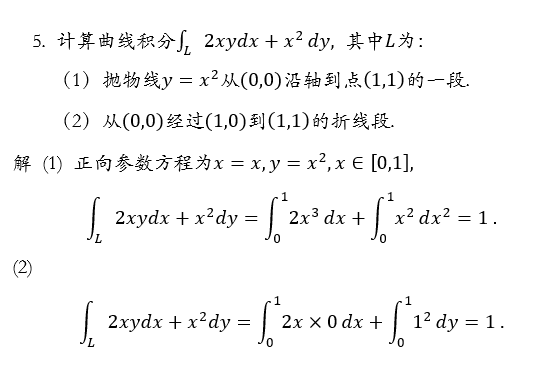 5. 计算曲线积分∫_L 2xydx + x² dy, 其中L为:
（1）抛物线y = x²从(0,0)沿轴到点(1,1)的一段.
（2）从(0,0)经过(1,0)到(1,1)的折线段.
解 (1) 正向参数方程为x = x, y = x², x ∈ [0,1],
∫_L 2xydx + x²dy = ∫_0^1 2x³ dx + ∫_0^1 x² dx² = 1 .
(2)
∫_L 2xydx + x²dy = ∫_0^1 2x × 0 dx + ∫_0^1 1² dy = 1 .